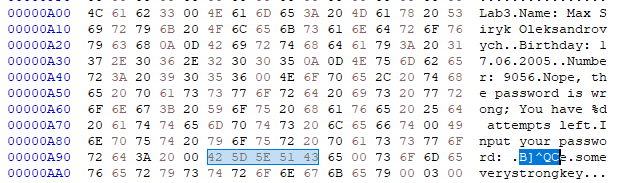 00000A00 4C 61 62 33 00 4E 61 6D 65 3A 20 4D 61 78 20 53 Lab3.Name: Max S
00000A10 69 72 79 6B 20 4F 6C 65 6B 73 61 6E 64 72 6F 76 iryk Oleksandrov
00000A20 79 63 68 0A 0D 42 69 72 74 68 64 61 79 3A 20 31 ych..Birthday: 1
00000A30 37 2E 30 36 2E 32 30 30 35 0A 0D 4E 75 6D 62 65 7.06.2005..Numbe
00000A40 72 3A 20 39 30 35 36 00 4E 6F 70 65 2C 20 74 68 r: 9056.Nope, th
00000A50 65 20 70 61 73 73 77 6F 72 64 20 69 73 20 77 72 e password is wr
00000A60 6F 6E 67 3B 20 59 6F 75 20 68 61 76 65 20 25 64 ong; You have %d
00000A70 20 61 74 74 65 6D 70 74 73 20 6C 65 66 74 00 49 attempts left.I
00000A80 6E 70 75 74 20 79 6F 75 72 20 70 61 73 73 77 6F nput your passwo
00000A90 72 64 3A 20 00 42 5D 5E 51 43 65 00 73 6F 6D 65 rd: .B]^QCe.some
00000AA0 76 65 72 79 73 74 72 6F 6E 67 6B 65 79 00 03 00 verystrongkey...